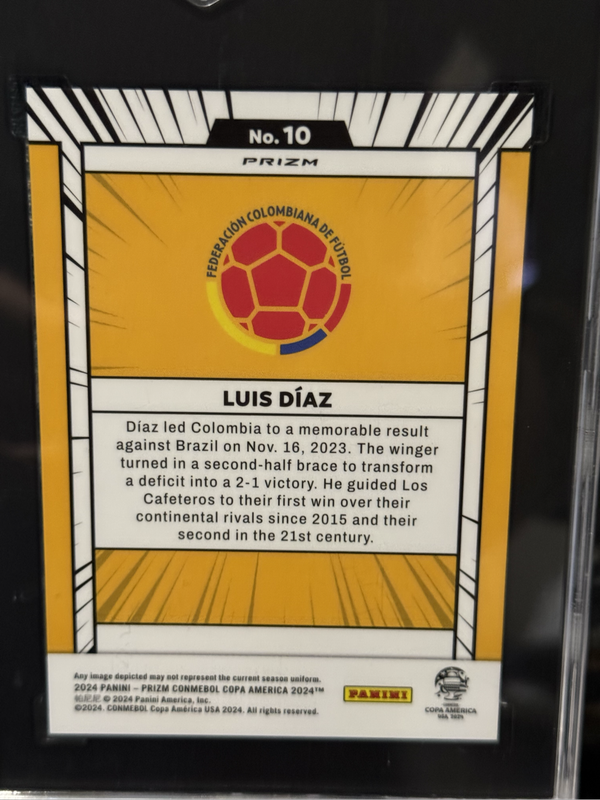 No. 10
PRIZM
FEDERACIÓN COLOMBIANA DE FÚTBOL
LUIS DÍAZ
Díaz led Colombia to a memorable result
against Brazil on Nov. 16, 2023. The winger
turned in a second-half brace to transform
a deficit into a 2-1 victory. He guided Los
Cafeteros to their first win over their
continental rivals since 2015 and their
second in the 21st century.
Any image depicted may not represent the current season uniform.
2024 PANINI – PRIZM CONMEBOL COPA AMERICA 2024™
© 2024 Panini America, Inc.
©2024. CONMEBOL Copa América USA 2024. All rights reserved.
PANINI
COPA AMERICA
USA 2024